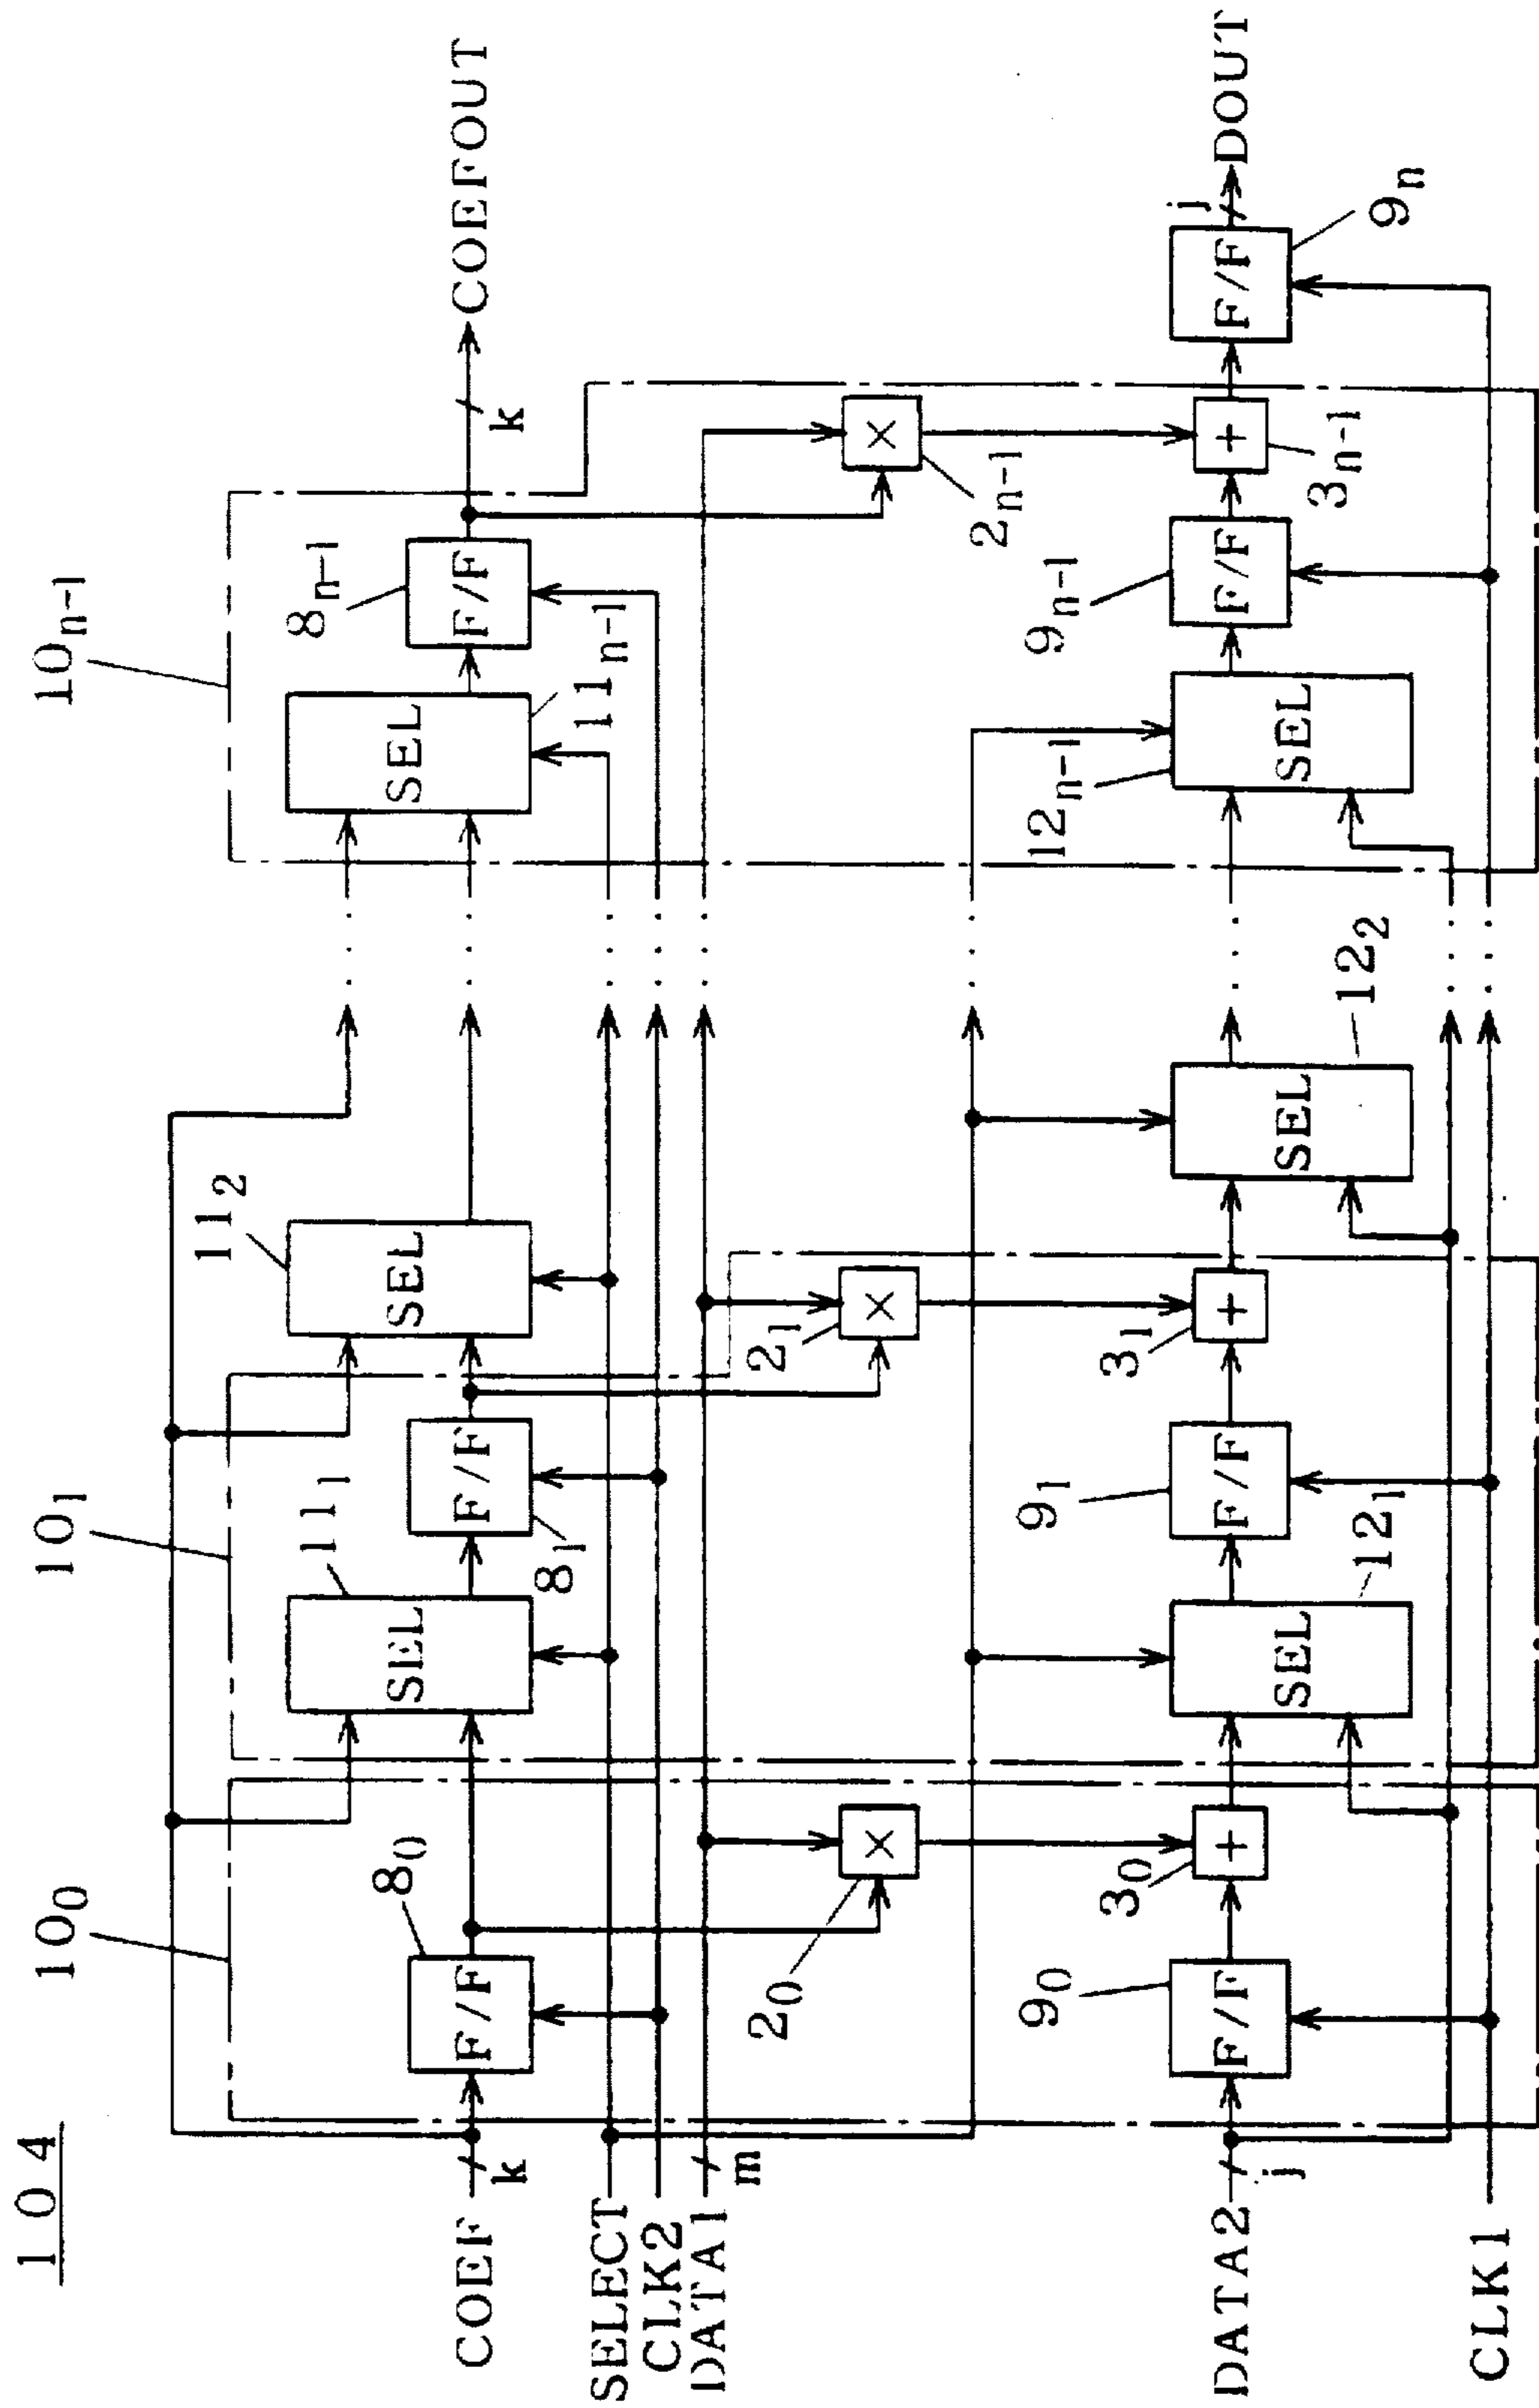 104
10₀
10₁
10ₙ₋₁
COEF
k
8₀
F/F
11₁
SEL
8₁
F/F
11₂
SEL
SEL
11ₙ₋₁
8ₙ₋₁
F/F
k
COEFOUT
SELECT
CLK2
DATA1
m
2₀
×
2₁
×
2ₙ₋₁
×
DATA2
j
9₀
F/F
3₀
+
12₁
SEL
9₁
F/F
3₁
+
12₂
SEL
12ₙ₋₁
SEL
9ₙ₋₁
F/F
3ₙ₋₁
+
9ₙ
F/F
j
DOUT
CLK1